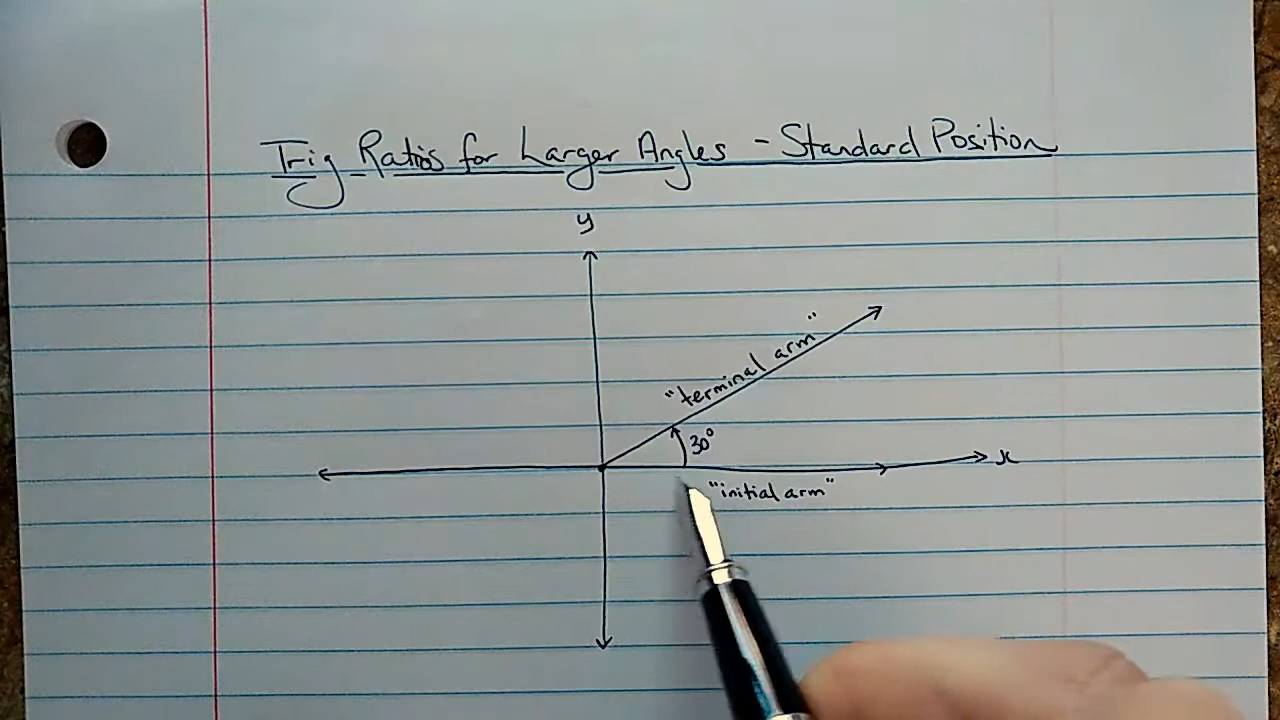 Trig Ratios for Larger Angles - Standard Position
y
"terminal arm"
30°
x
"initial arm"